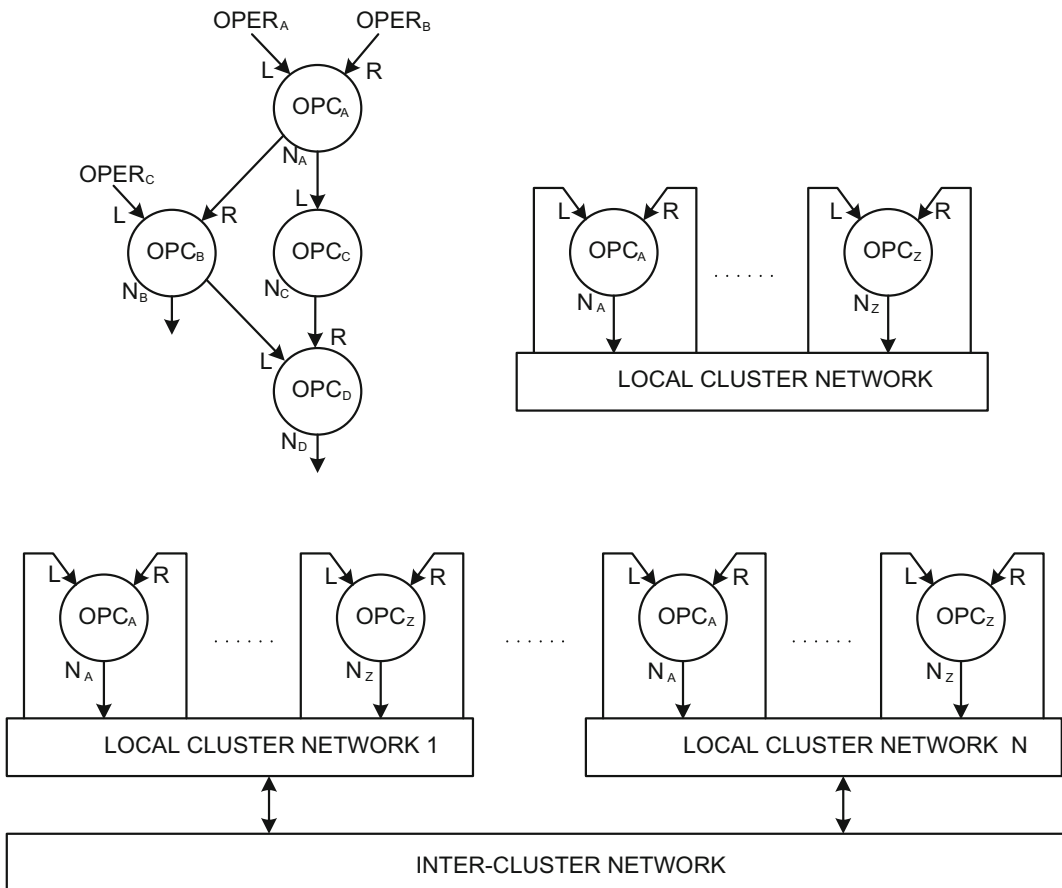 OPERA OPERB
L R
OPCA
NA
OPERC
L R L
OPCB OPCC
NB NC
L R
OPCD
ND
L R L R
OPCA ...... OPCZ
NA NZ
LOCAL CLUSTER NETWORK
L R L R L R L R
OPCA ...... OPCZ ...... OPCA ...... OPCZ
NA NZ NA NZ
LOCAL CLUSTER NETWORK 1 LOCAL CLUSTER NETWORK N
INTER-CLUSTER NETWORK